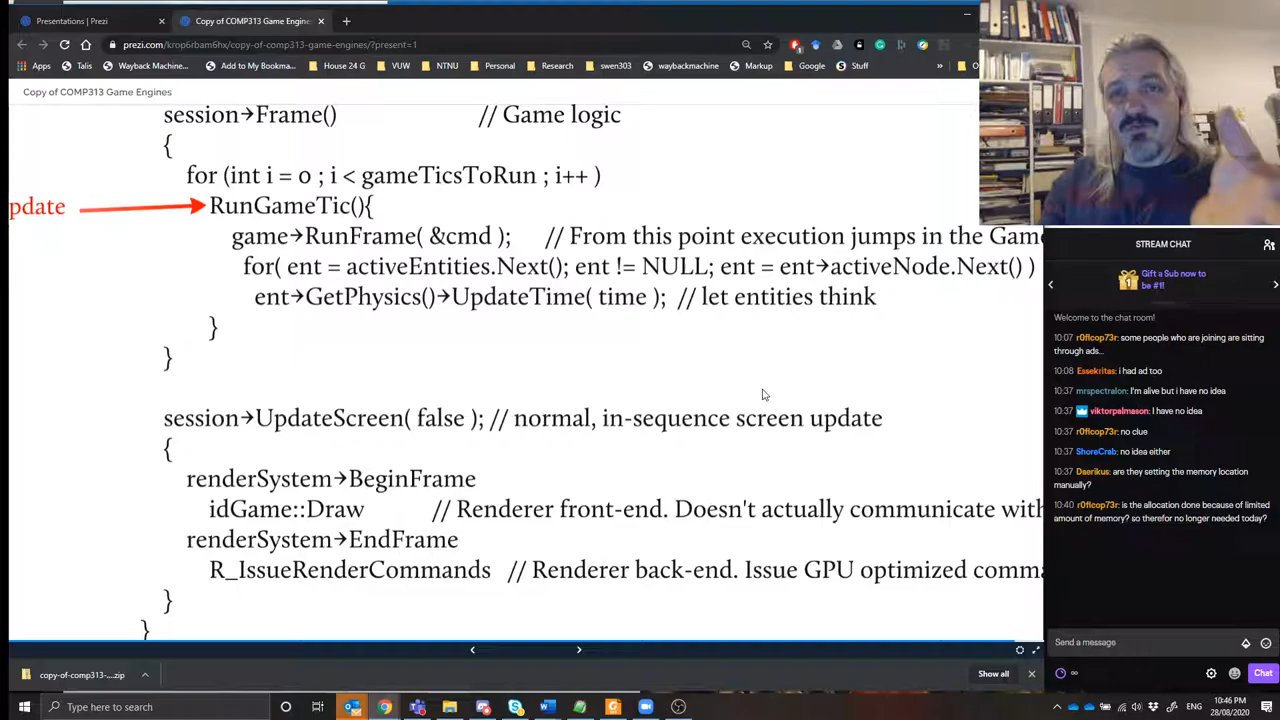 Presentations | Prezi
Copy of COMP313 Game Engines
prezi.com/krop6rbam6hx/copy-of-comp313-game-engines/?present=1
Apps
Talis
Wayback Machine...
Add to My Bookma...
House 24 G
VUW
NTNU
Personal
Research
swen303
waybackmachine
Markup
Google
Stuff
»
Copy of COMP313 Game Engines
session→Frame() // Game logic
{
for (int i = 0 ; i < gameTicsToRun ; i++ )
pdate RunGameTic(){
game→RunFrame( &cmd ); // From this point execution jumps in the Game
for( ent = activeEntities.Next(); ent != NULL; ent = ent→activeNode.Next() )
ent→GetPhysics()→UpdateTime( time ); // let entities think
}
}
session→UpdateScreen( false ); // normal, in-sequence screen update
{
renderSystem→BeginFrame
idGame::Draw // Renderer front-end. Doesn't actually communicate with
renderSystem→EndFrame
R_IssueRenderCommands // Renderer back-end. Issue GPU optimized comma
}
}
STREAM CHAT
Gift a Sub now to
be #1!
Welcome to the chat room!
10:07 r0flcop73r: some people who are joining are sitting
through ads...
10:08 Essekritas: i had ad too
10:37 mrspectralon: I'm alive but i have no idea
10:37 viktorpalmason: I have no idea
10:37 r0flcop73r: no clue
10:37 ShoreCrab: no idea either
10:37 Daerikus: are they setting the memory location
manually?
10:40 r0flcop73r: is the allocation done because of limited
amount of memory? so therefor no longer needed today?
Send a message
Chat
copy-of-comp313-....zip
Show all
Type here to search
10:46 PM
28/08/2020